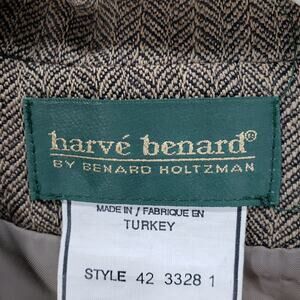 harvé benard®
BY BENARD HOLTZMAN
MADE IN / FABRIQUE EN
TURKEY
STYLE 42 3328 1